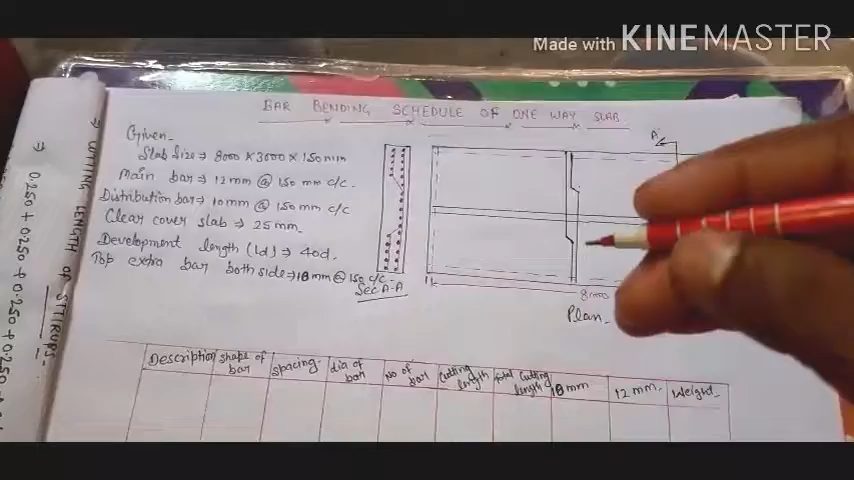 Made with KINEMASTER
BAR BENDING SCHEDULE OF ONE WAY SLAB
Given-
Slab Size → 8000 X 3000 X 150 mm
Main bar → 12 mm @ 150 mm c/c.
Distribution bar → 10 mm @ 150 mm c/c
Clear cover slab → 25 mm.
Development length (Ld) → 40d.
Top extra bar both side → 10 mm @ 150 c/c-
Sec A-A
A
8000
Plan-
Description
shape of bar
spacing-
dia of bar
No of bar
Cutting length
total Cutting length
10 mm
12 mm.
Weight-
→ CUTTING LENGTH OF STIRUPS-
→ 0.250 + 0.250 + 0.250 + 0.2